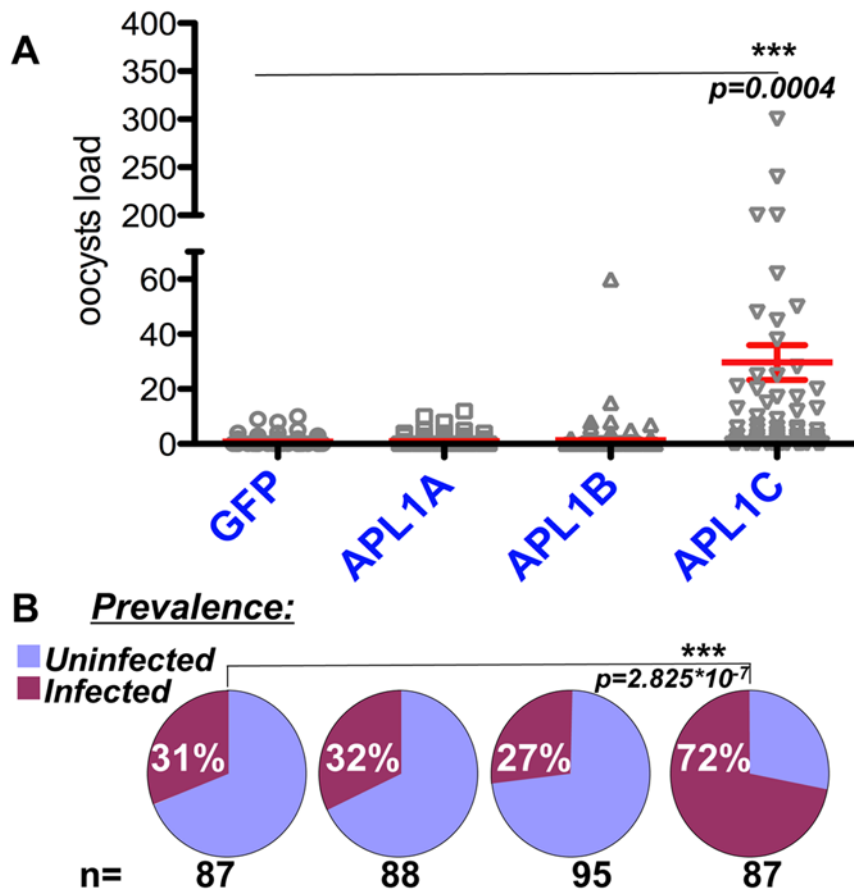 A
oocysts load
400
350
300
250
200
60
40
20
0
***
p=0.0004
GFP
APL1A
APL1B
APL1C
B
Prevalence:
Uninfected
Infected
***
p=2.825*10⁻⁷
31%
32%
27%
72%
n= 87 88 95 87